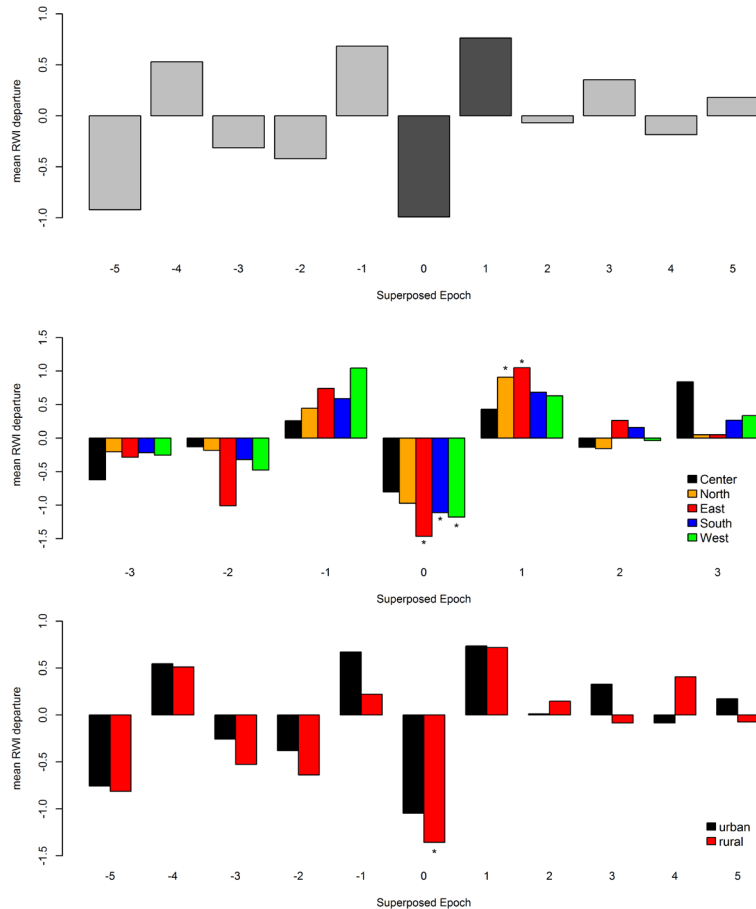 1.0
0.5
0.0
-0.5
-1.0
mean RWI departure
-5 -4 -3 -2 -1 0 1 2 3 4 5
Superposed Epoch
1.5
1.0
0.5
0.0
-0.5
-1.0
-1.5
mean RWI departure
* *
* * *
Center
North
East
South
West
-3 -2 -1 0 1 2 3
Superposed Epoch
1.0
0.5
0.0
-0.5
-1.0
-1.5
mean RWI departure
*
urban
rural
-5 -4 -3 -2 -1 0 1 2 3 4 5
Superposed Epoch